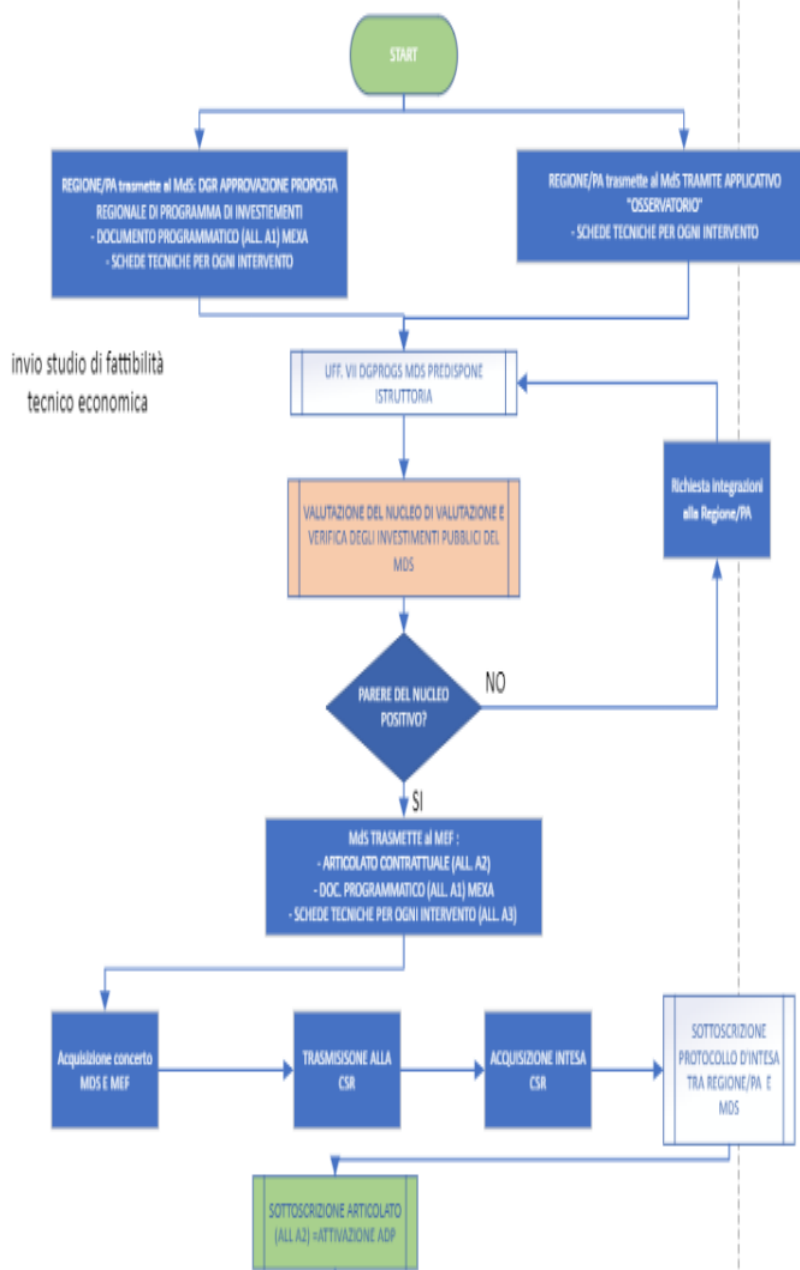 START
REGIONE/PA trasmette al MdS: DGR APPROVAZIONE PROPOSTA
REGIONALE DI PROGRAMMA DI INVESTIEMENTI
- DOCUMENTO PROGRAMMATICO (ALL. A1) MEXA
- SCHEDE TECNICHE PER OGNI INTERVENTO
REGIONE/PA trasmette al MdS TRAMITE APPLICATIVO
"OSSERVATORIO"
- SCHEDE TECNICHE PER OGNI INTERVENTO
invio studio di fattibilità
tecnico economica
UFF. VII DGPROGS MDS PREDISPONE
ISTRUTTORIA
Richiesta integrazioni
alla Regione/PA
VALUTAZIONE DEL NUCLEO DI VALUTAZIONE E
VERIFICA DEGLI INVESTIMENTI PUBBLICI DEL
MDS
PARERE DEL NUCLEO
POSITIVO?
NO
SI
MdS TRASMETTE al MEF :
- ARTICOLATO CONTRATTUALE (ALL. A2)
- DOC. PROGRAMMATICO (ALL. A1) MEXA
- SCHEDE TECNICHE PER OGNI INTERVENTO (ALL. A3)
Acquisizione concerto
MDS E MEF
TRASMISISONE ALLA
CSR
ACQUISIZIONE INTESA
CSR
SOTTOSCRIZIONE
PROTOCOLLO D'INTESA
TRA REGIONE/PA E
MDS
SOTTOSCRIZIONE ARTICOLATO
(ALL A2) =ATTIVAZIONE ADP